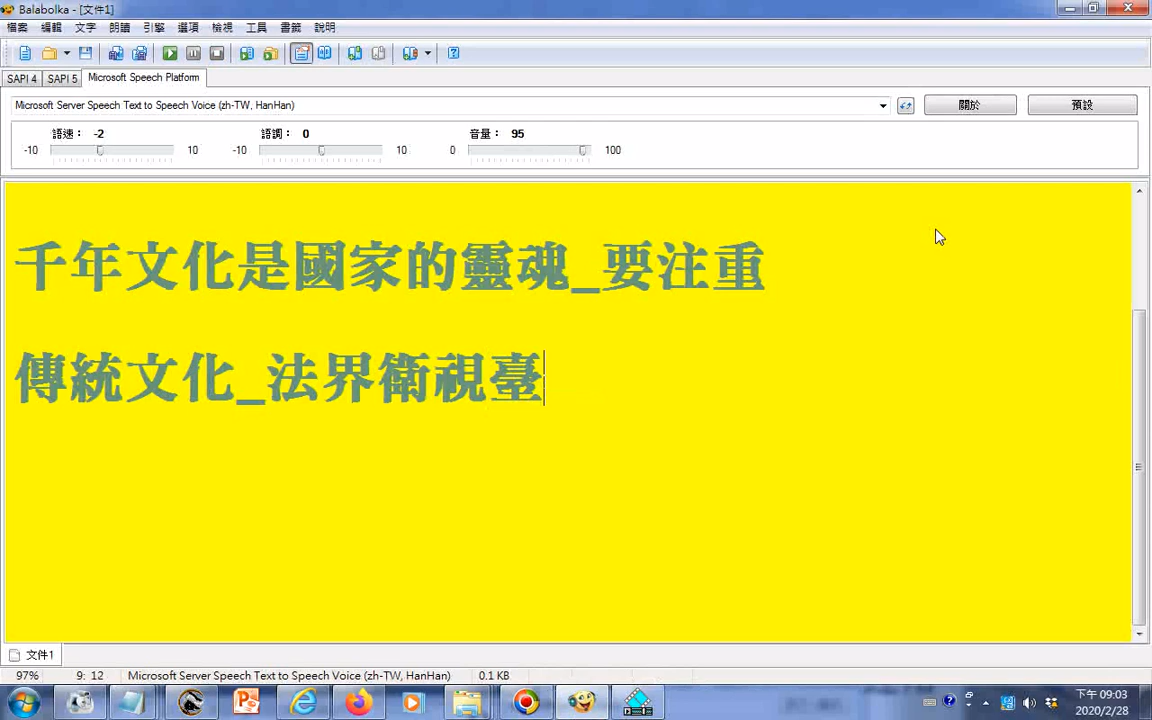 Balabolka - [文件1]
檔案 編輯 文字 朗讀 引擎 選項 檢視 工具 書籤 說明
SAPI 4 SAPI 5 Microsoft Speech Platform
Microsoft Server Speech Text to Speech Voice (zh-TW, HanHan) 關於 預設
語速： -2 語調： 0 音量： 95
-10 10 -10 10 0 100
千年文化是國家的靈魂_要注重
傳統文化_法界衛視臺
文件1
97% 9: 12 Microsoft Server Speech Text to Speech Voice (zh-TW, HanHan) 0.1 KB
下午 09:03
2020/2/28